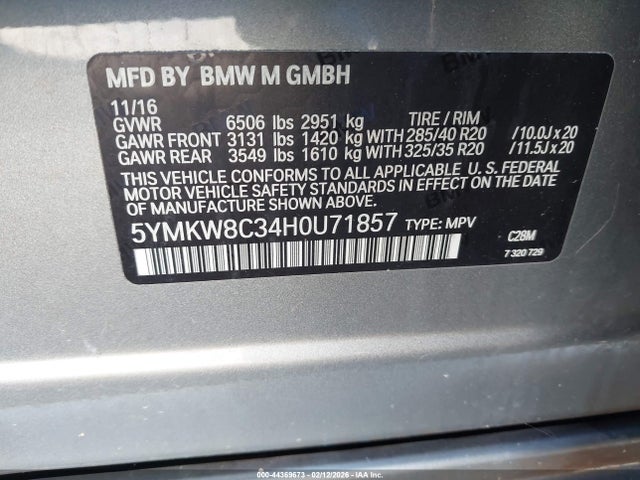 MFD BY BMW M GMBH
11/16
GVWR 6506 lbs 2951 kg TIRE / RIM
GAWR FRONT 3131 lbs 1420 kg WITH 285/40 R20 /10.0J x 20
GAWR REAR 3549 lbs 1610 kg WITH 325/35 R20 /11.5J x 20
THIS VEHICLE CONFORMS TO ALL APPLICABLE U. S. FEDERAL
MOTOR VEHICLE SAFETY STANDARDS IN EFFECT ON THE DATE
OF MANUFACTURE SHOWN ABOVE.
5YMKW8C34H0U71857 TYPE: MPV
C28M
7 320 729
000-44369673 - 02/12/2026 - IAA Inc.